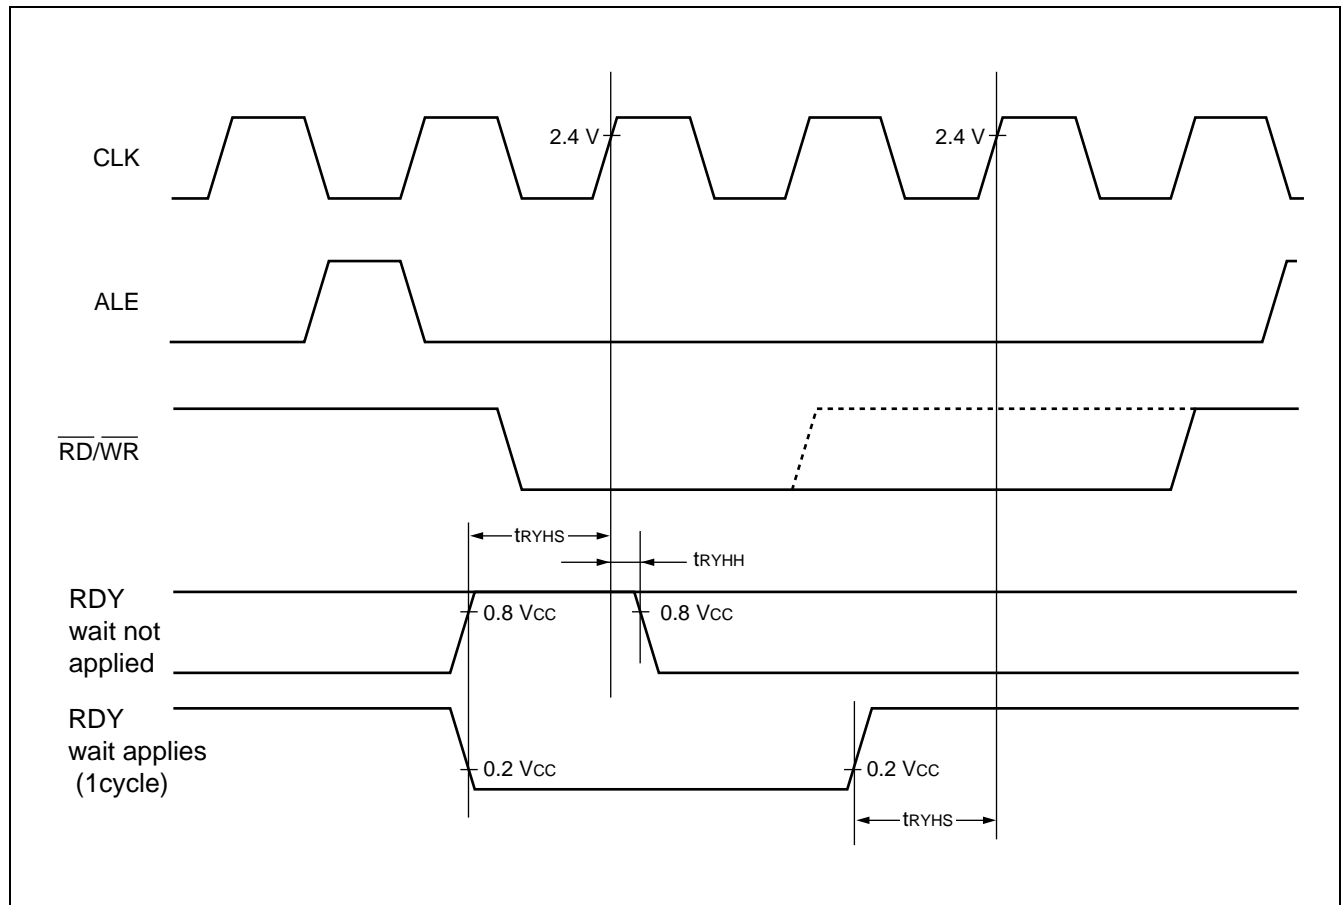 2.4 V
2.4 V
CLK
ALE
RD/WR
tRYHS
tRYHH
RDY
wait not
applied
0.8 VCC
0.8 VCC
RDY
wait applies
(1cycle)
0.2 VCC
0.2 VCC
tRYHS